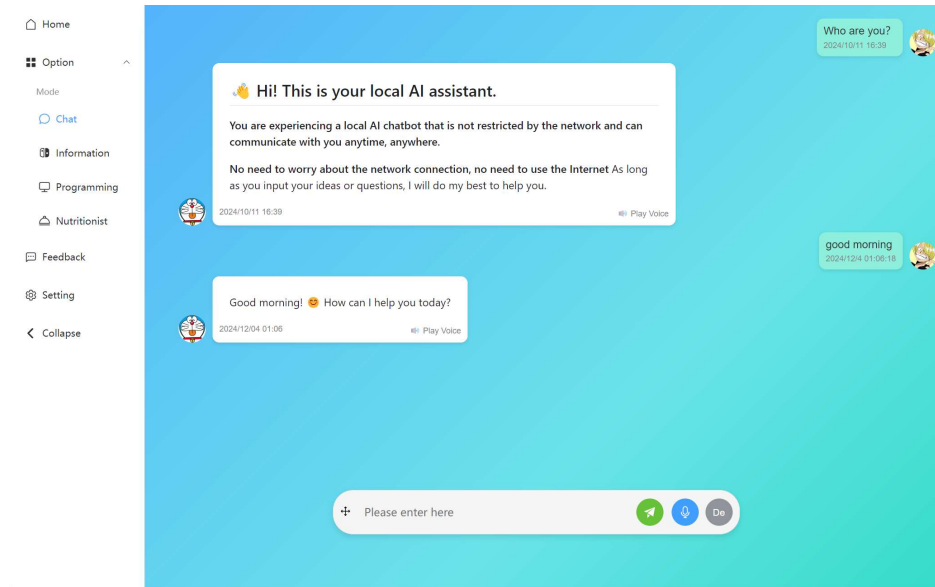 Home
Option
Mode
Chat
Information
Programming
Nutritionist
Feedback
Setting
Collapse
Who are you?
2024/10/11 16:39
👋 Hi! This is your local AI assistant.
You are experiencing a local AI chatbot that is not restricted by the network and can
communicate with you anytime, anywhere.
No need to worry about the network connection, no need to use the Internet As long
as you input your ideas or questions, I will do my best to help you.
2024/10/11 16:39
Play Voice
good morning
2024/12/4 01:06:18
Good morning! 😊 How can I help you today?
2024/12/04 01:06
Play Voice
Please enter here
De